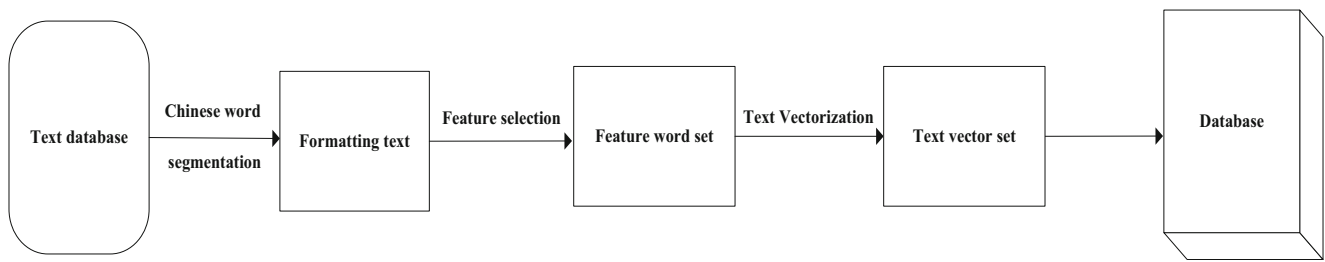 Text database
Chinese word
segmentation
Formatting text
Feature selection
Feature word set
Text Vectorization
Text vector set
Database